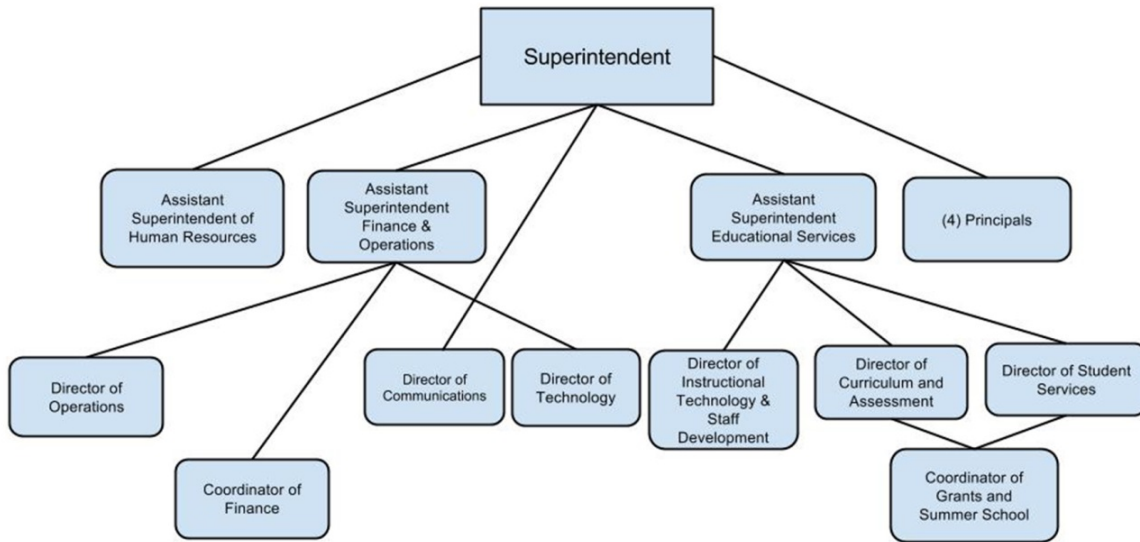 Superintendent
Assistant
Superintendent of
Human Resources
Assistant
Superintendent
Finance &
Operations
Assistant
Superintendent
Educational Services
(4) Principals
Director of
Operations
Director of
Communications
Director of
Technology
Director of
Instructional
Technology &
Staff
Development
Director of
Curriculum and
Assessment
Director of Student
Services
Coordinator of
Finance
Coordinator of
Grants and
Summer School